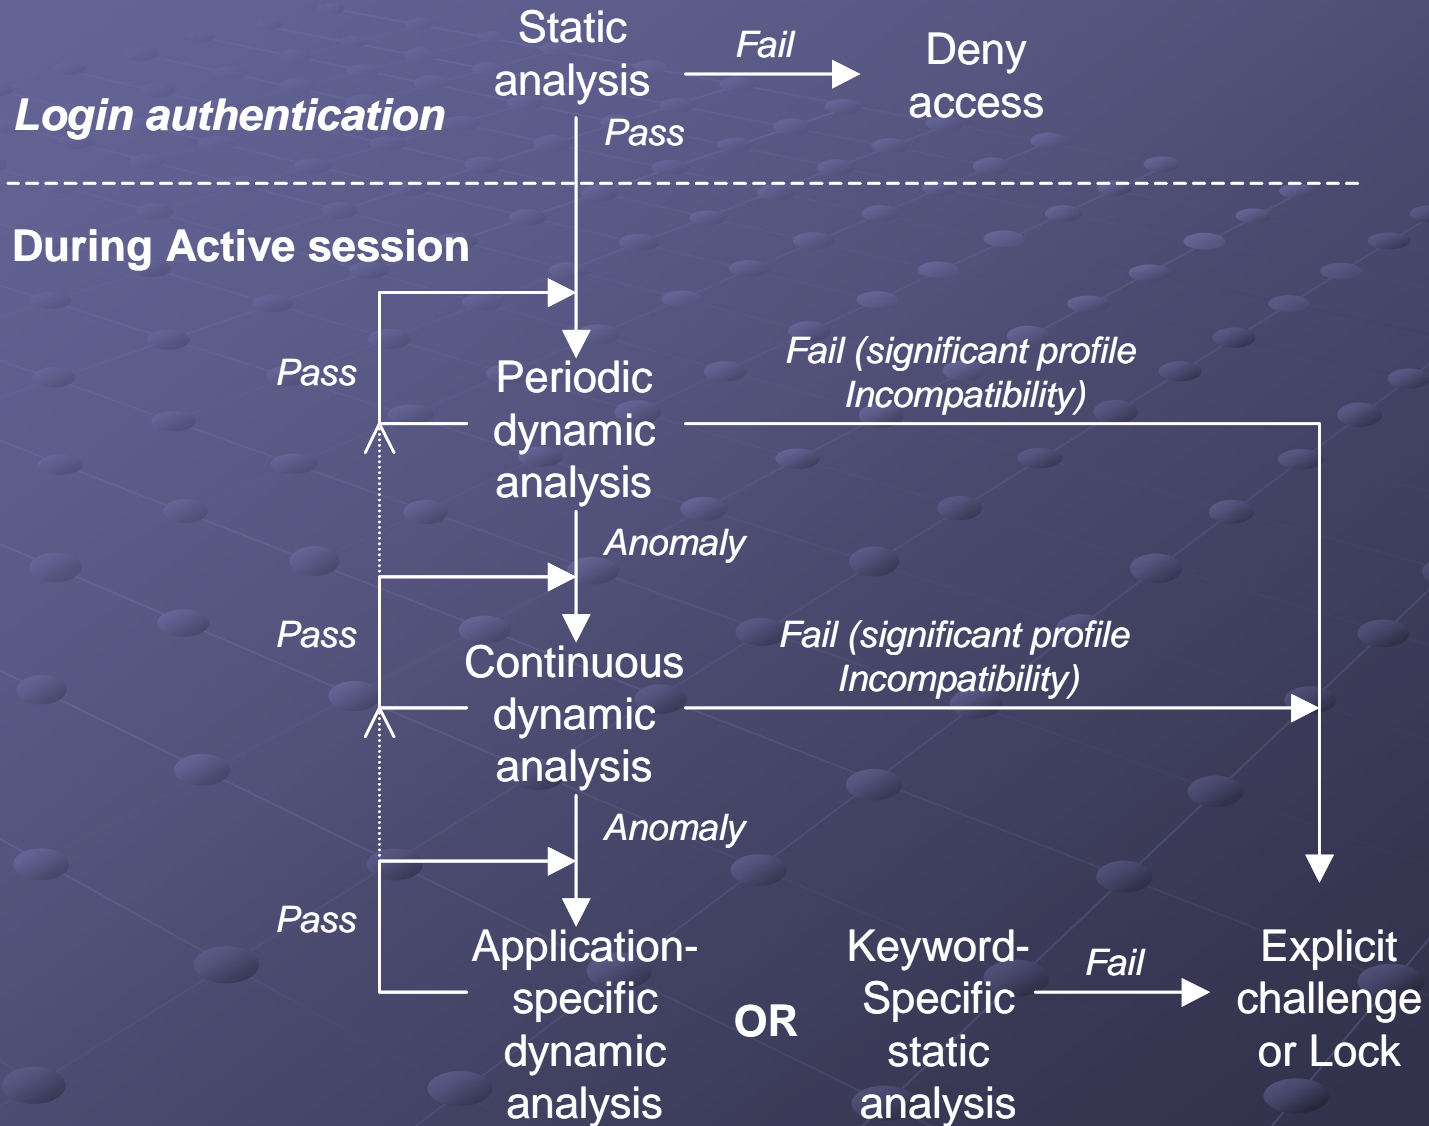 Static
analysis
Fail
Deny
access
Login authentication
Pass
During Active session
Pass
Periodic
dynamic
analysis
Fail (significant profile
Incompatibility)
Anomaly
Pass
Continuous
dynamic
analysis
Fail (significant profile
Incompatibility)
Anomaly
Pass
Application-
specific
dynamic
analysis
OR
Keyword-
Specific
static
analysis
Fail
Explicit
challenge
or Lock